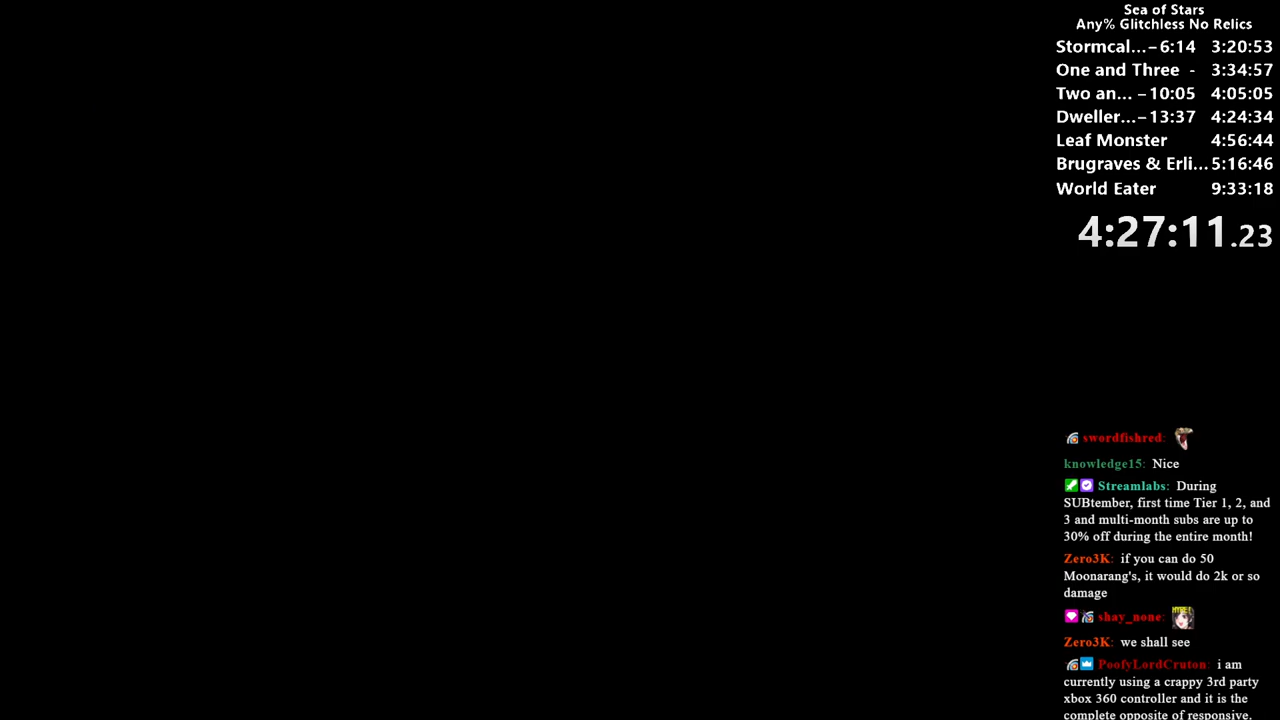 Sea of Stars
Any% Glitchless No Relics
Stormcal... –6:14 3:20:53
One and Three - 3:34:57
Two an... –10:05 4:05:05
Dweller... –13:37 4:24:34
Leaf Monster 4:56:44
Brugraves & Erli... 5:16:46
World Eater 9:33:18
4:27:11.23
swordfishred:
knowledge15: Nice
Streamlabs: During
SUBtember, first time Tier 1, 2, and
3 and multi-month subs are up to
30% off during the entire month!
Zero3K: if you can do 50
Moonarang's, it would do 2k or so
damage
shay_none:
Zero3K: we shall see
PoofyLordCruton: i am
currently using a crappy 3rd party
xbox 360 controller and it is the
complete opposite of responsive.